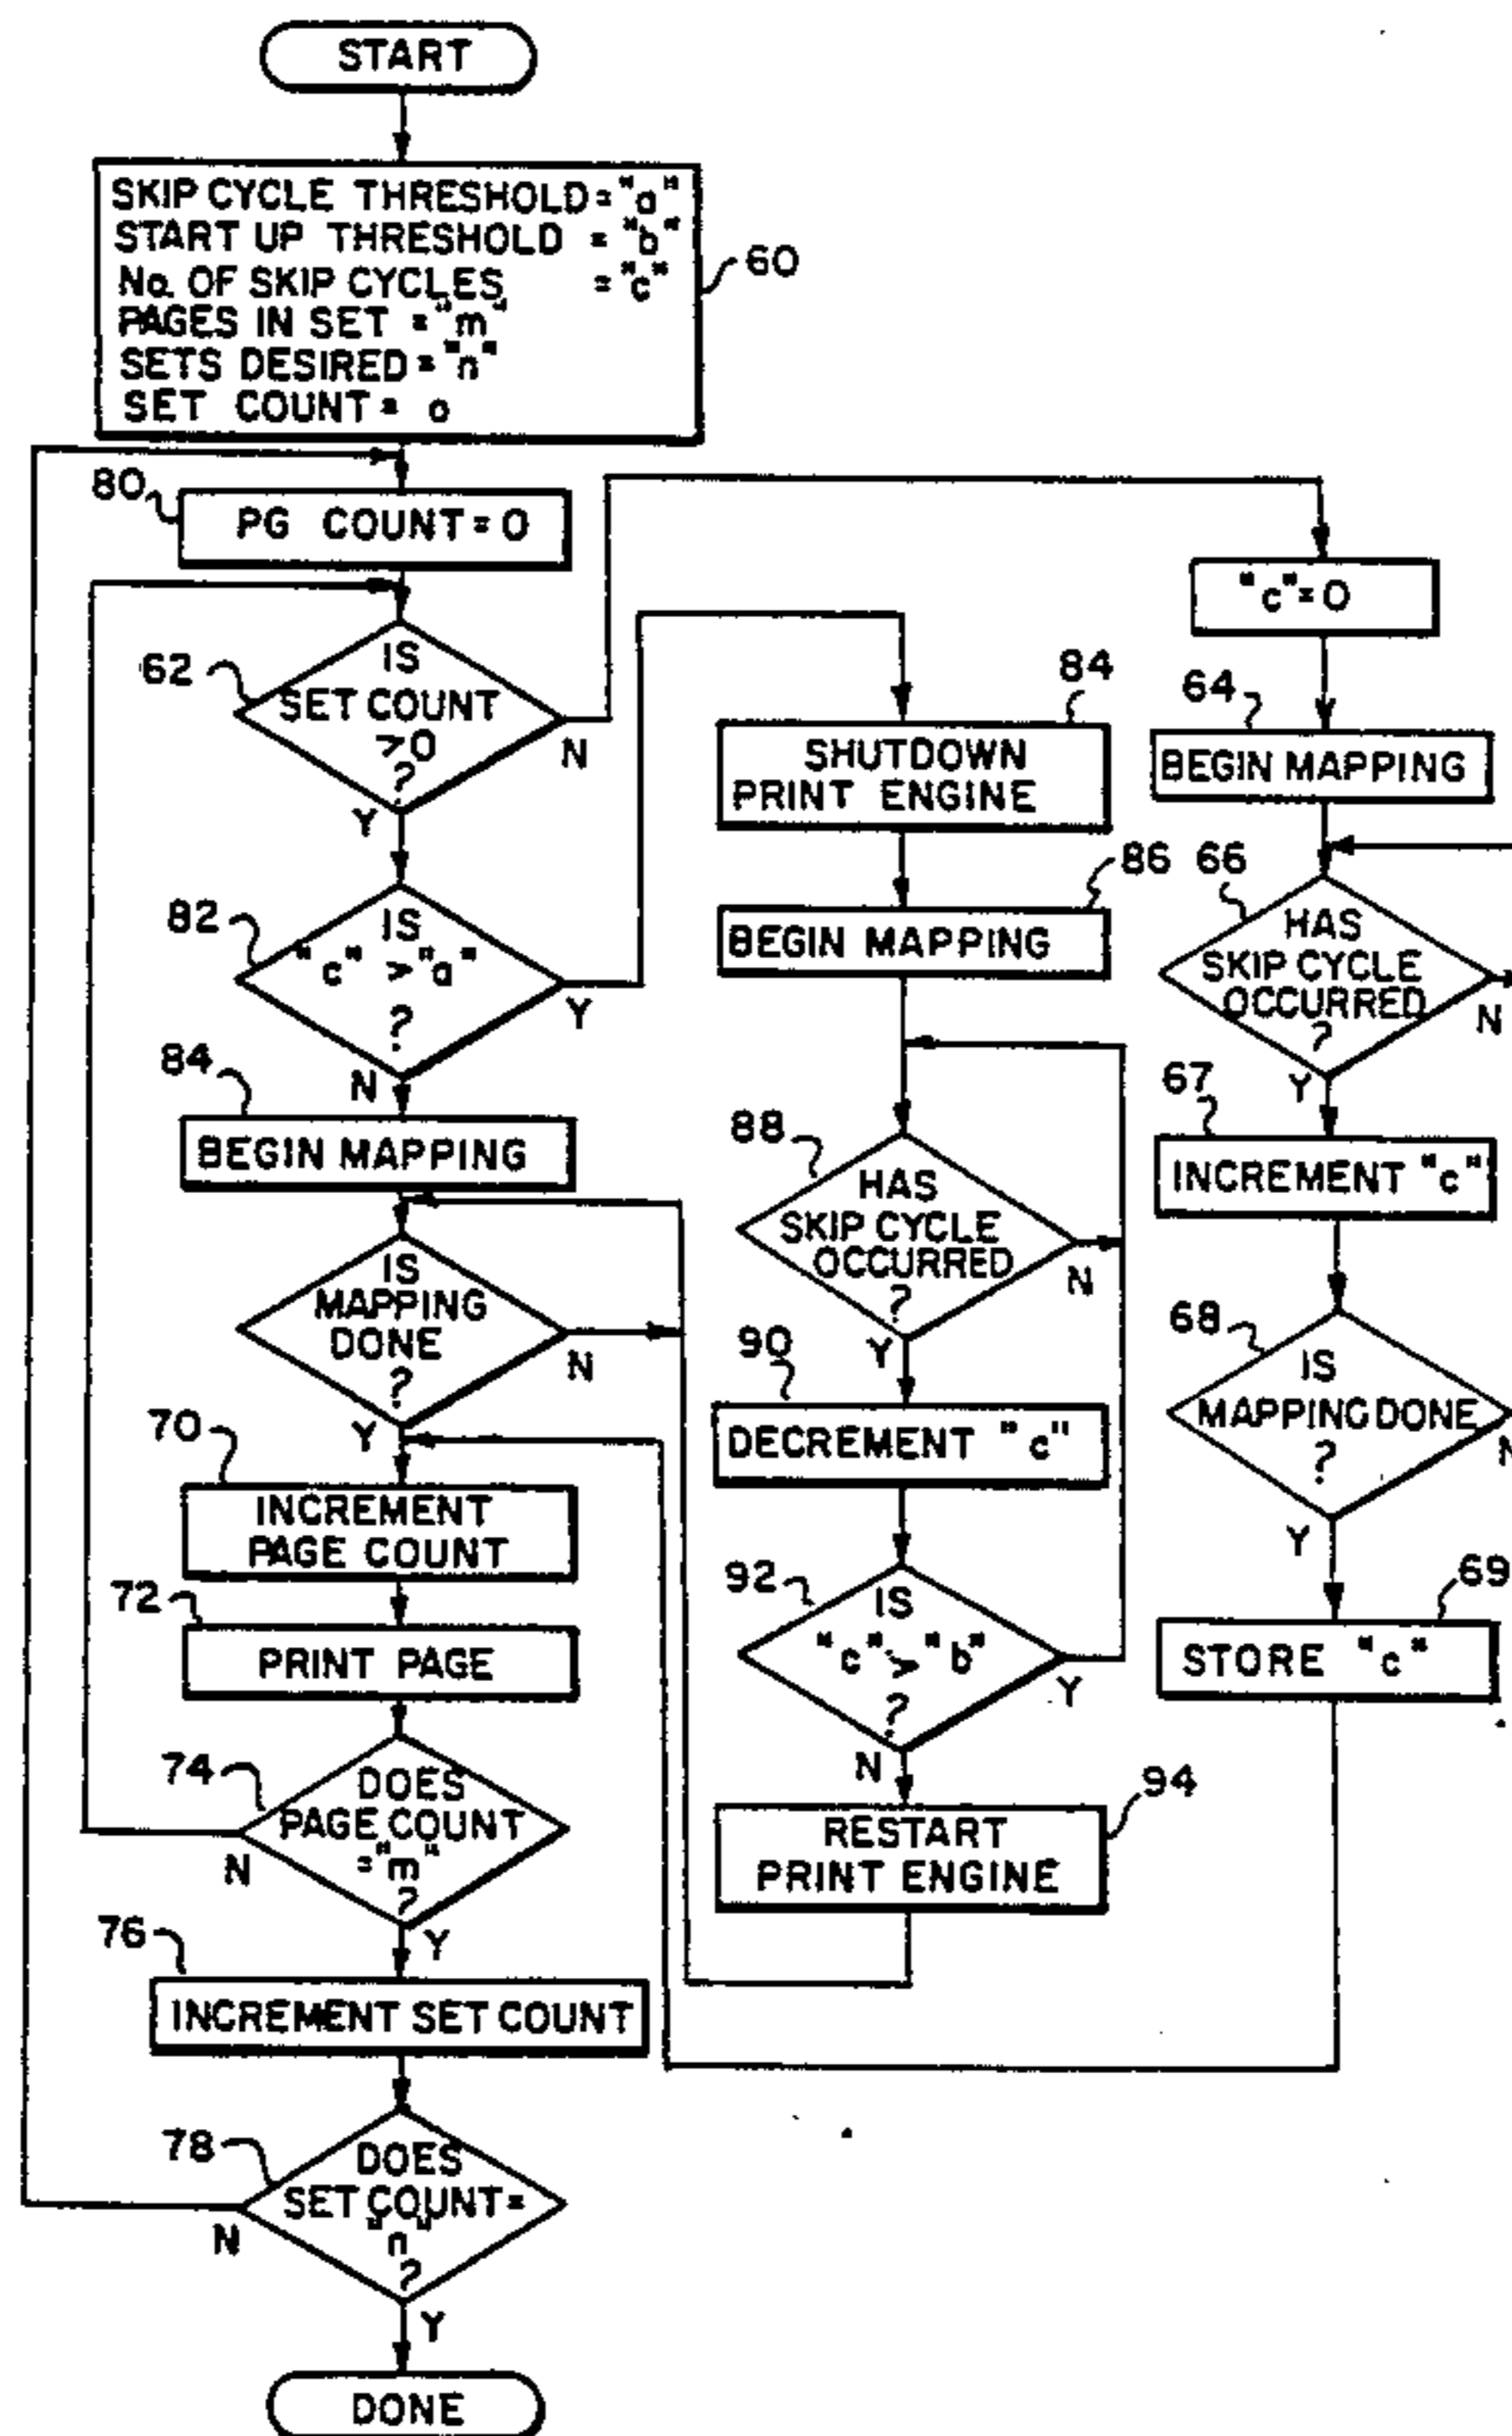 START
SKIP CYCLE THRESHOLD = "a"
START UP THRESHOLD = "b"
No. OF SKIP CYCLES = "c"
PAGES IN SET = "m"
SETS DESIRED = "n"
SET COUNT = 0
60
80
PG COUNT = 0
62
IS
SET COUNT
>0
?
N
Y
82
IS
"c" > "a"
?
Y
N
84
BEGIN MAPPING
IS
MAPPING
DONE
?
N
Y
70
INCREMENT
PAGE COUNT
72
PRINT PAGE
74
DOES
PAGE COUNT
= "m"
?
N
Y
76
INCREMENT SET COUNT
78
DOES
SET COUNT =
"n"
?
N
Y
DONE
84
SHUTDOWN
PRINT ENGINE
86
BEGIN MAPPING
88
HAS
SKIP CYCLE
OCCURRED
?
N
Y
90
DECREMENT "c"
92
IS
"c" > "b"
?
Y
N
94
RESTART
PRINT ENGINE
"c" = 0
64
BEGIN MAPPING
66
HAS
SKIP CYCLE
OCCURRED
?
N
Y
67
INCREMENT "c"
68
IS
MAPPING DONE
?
N
Y
69
STORE "c"